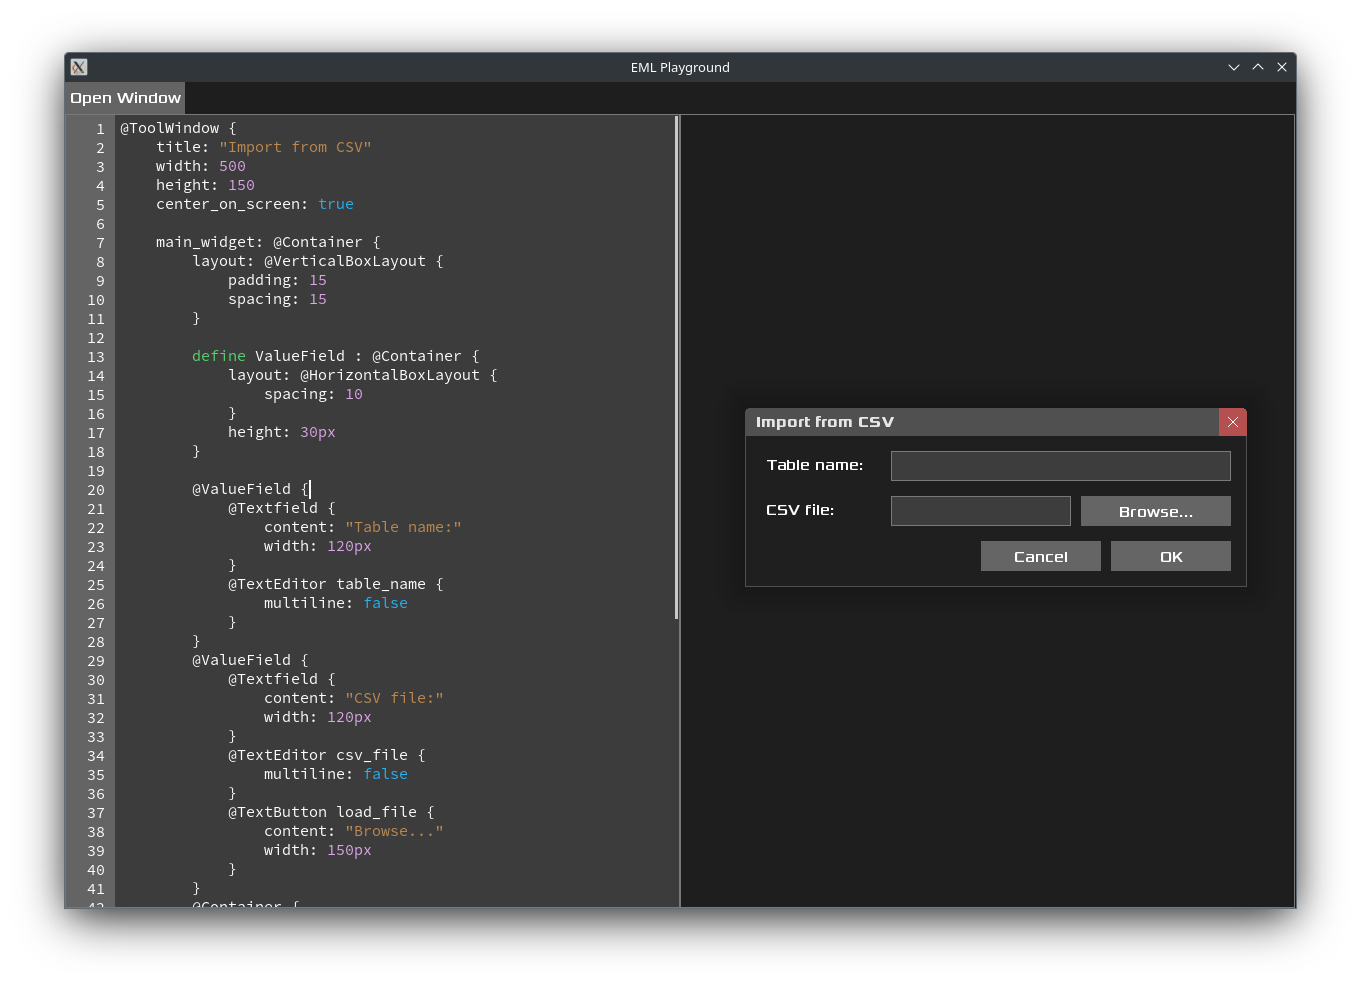 EML Playground
Open Window
1 @ToolWindow {
2 title: "Import from CSV"
3 width: 500
4 height: 150
5 center_on_screen: true
6
7 main_widget: @Container {
8 layout: @VerticalBoxLayout {
9 padding: 15
10 spacing: 15
11 }
12
13 define ValueField : @Container {
14 layout: @HorizontalBoxLayout {
15 spacing: 10
16 }
17 height: 30px
18 }
19
20 @ValueField {
21 @Textfield {
22 content: "Table name:"
23 width: 120px
24 }
25 @TextEditor table_name {
26 multiline: false
27 }
28 }
29 @ValueField {
30 @Textfield {
31 content: "CSV file:"
32 width: 120px
33 }
34 @TextEditor csv_file {
35 multiline: false
36 }
37 @TextButton load_file {
38 content: "Browse..."
39 width: 150px
40 }
41 }
42 @Container {
Import from CSV
Table name:
CSV file:
Browse...
Cancel
OK